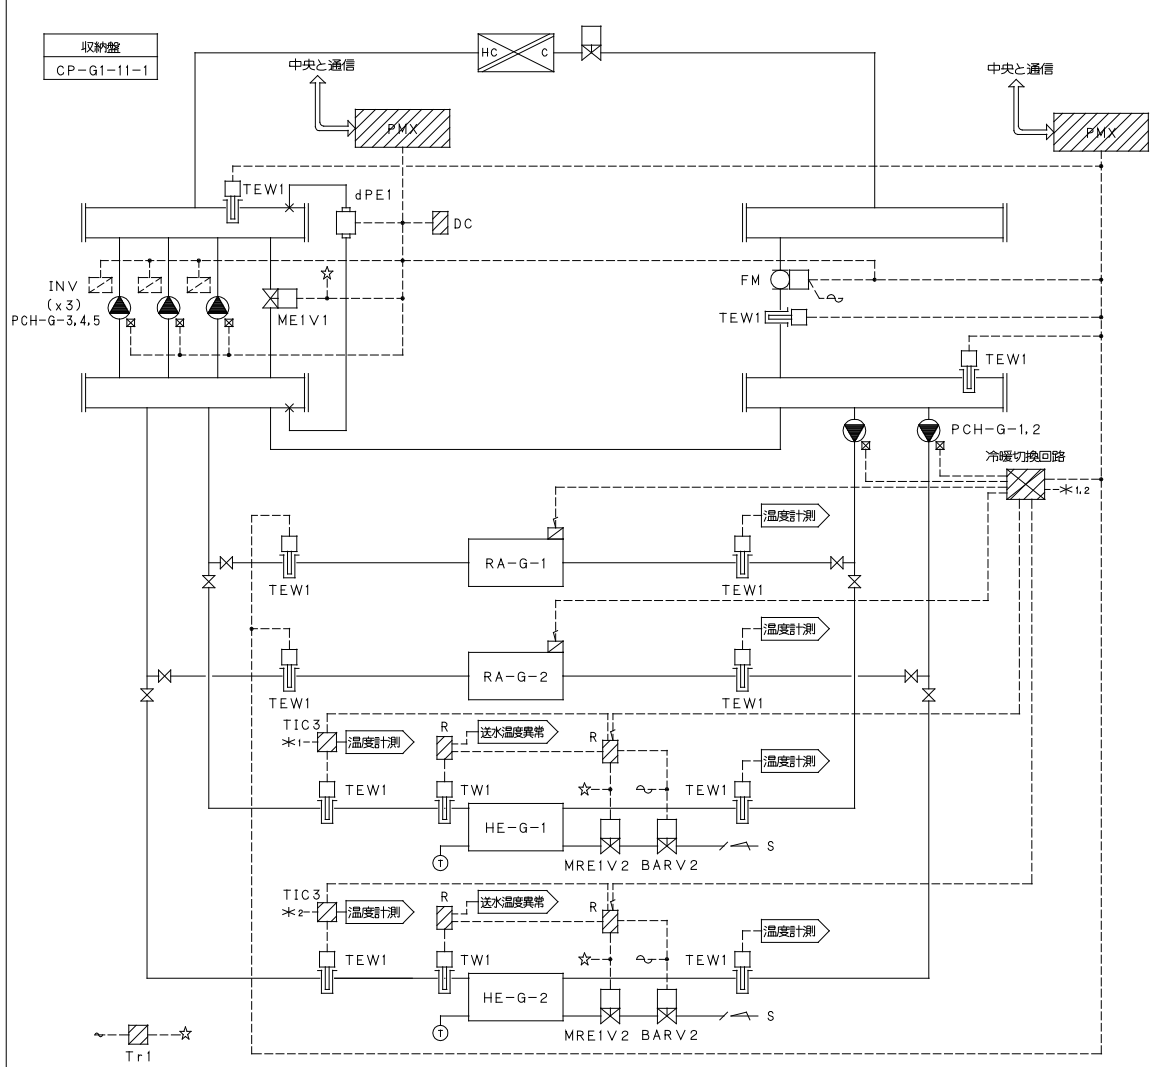 収納盤
CP-G1-11-1
HC C
中央と通信
PMX
中央と通信
PMX
TEW1
dPE1
DC
INV
(x3)
PCH-G-3,4,5
ME1V1
FM
TEW1
TEW1
PCH-G-1,2
冷暖切換回路
*1,2
温度計測
RA-G-1
TEW1
TEW1
温度計測
RA-G-2
TEW1
TEW1
TIC3
*1
温度計測
R
送水温度異常
R
温度計測
TEW1
TW1
TEW1
HE-G-1
T
MRE1V2
BARV2
S
TIC3
*2
温度計測
R
送水温度異常
R
温度計測
TEW1
TW1
TEW1
HE-G-2
T
MRE1V2
BARV2
S
Tr1